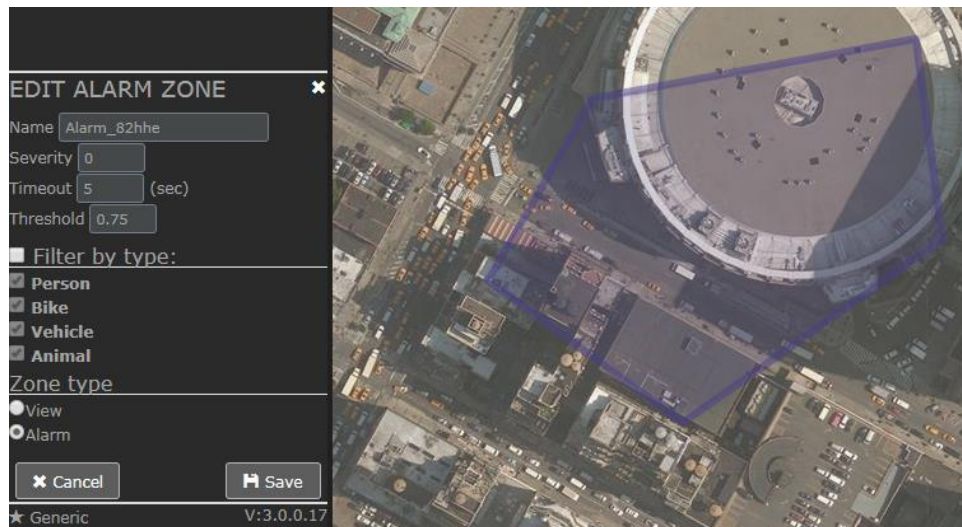 EDIT ALARM ZONE ✖
Name Alarm_82hhe
Severity 0
Timeout 5 (sec)
Threshold 0.75
Filter by type:
Person
Bike
Vehicle
Animal
Zone type
View
Alarm
✖ Cancel Save
★ Generic V:3.0.0.17